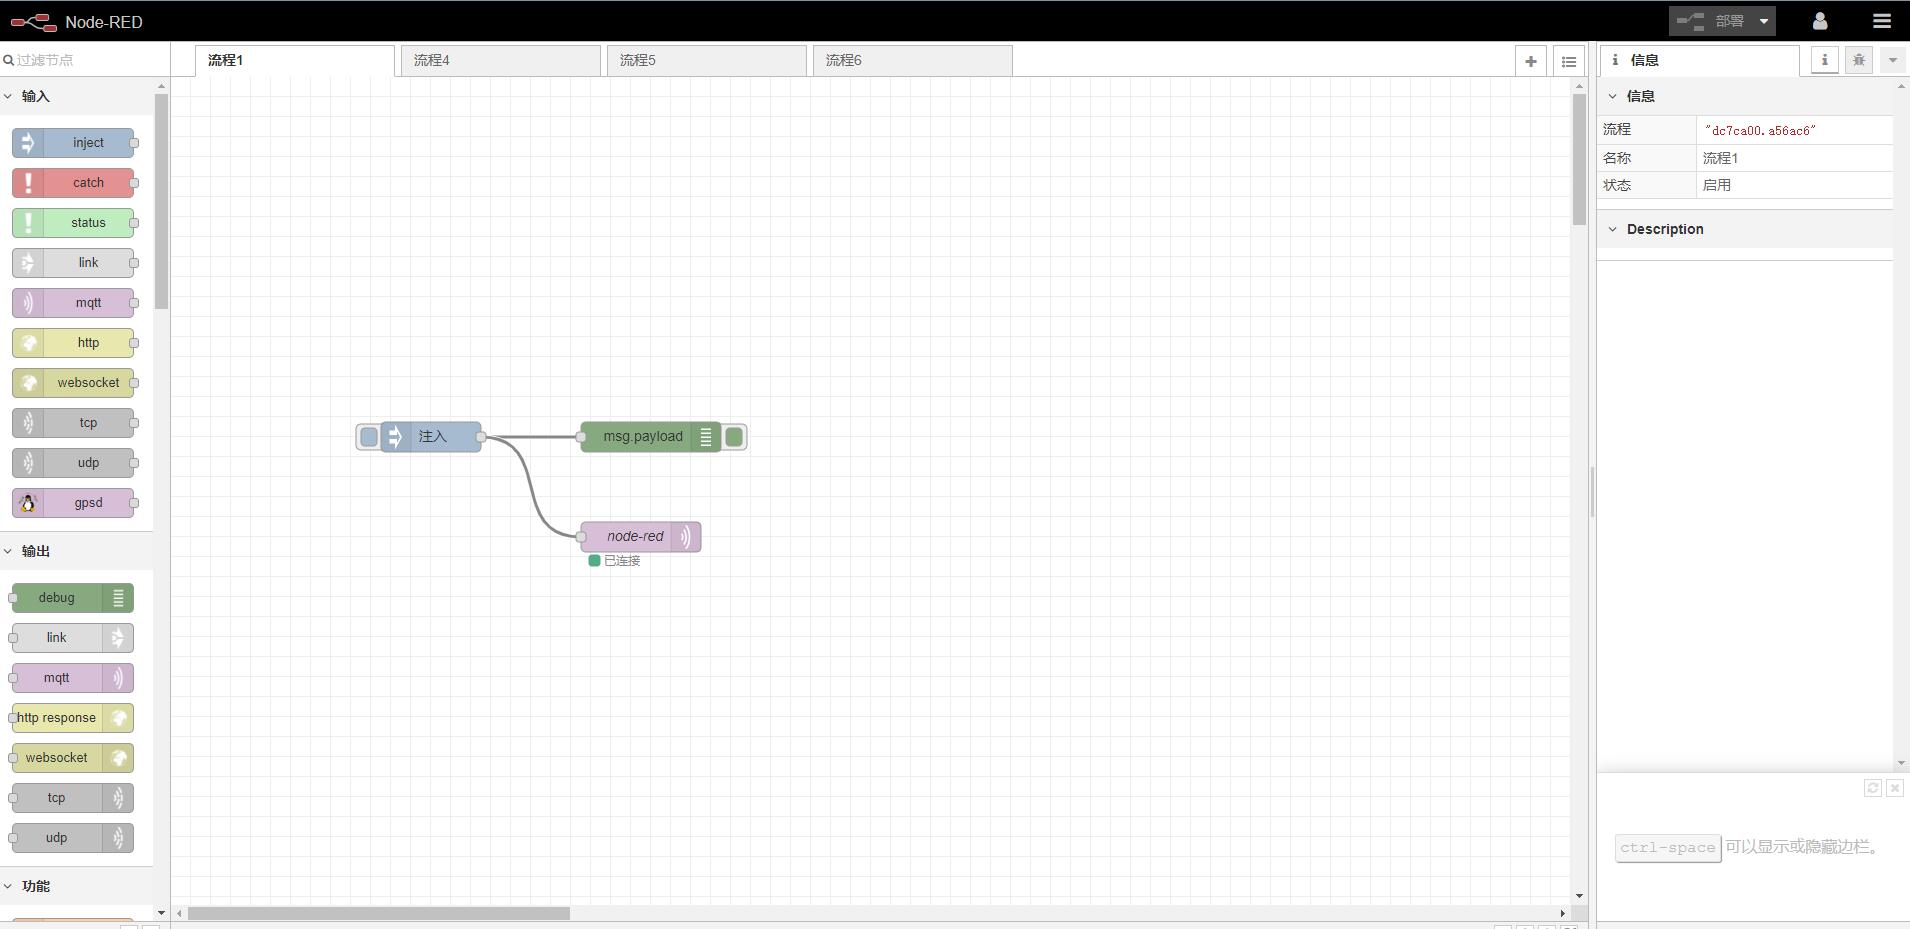 Node-RED
部署
过滤节点
流程1
流程4
流程5
流程6
信息
输入
inject
catch
status
link
mqtt
http
websocket
tcp
udp
gpsd
输出
debug
link
mqtt
http response
websocket
tcp
udp
功能
注入
msg.payload
node-red
已连接
信息
流程 "dc7ca00.a56ac6"
名称 流程1
状态 启用
Description
ctrl-space 可以显示或隐藏边栏。